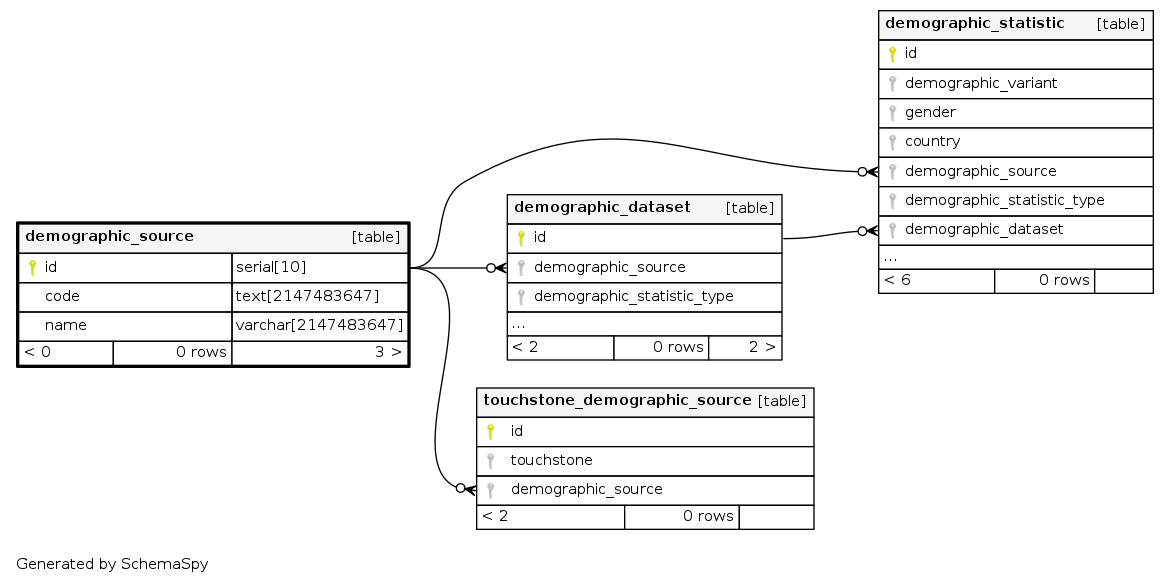 demographic_statistic [table]
id
demographic_variant
gender
country
demographic_source
demographic_statistic_type
demographic_dataset
...
< 6 0 rows
demographic_dataset [table]
id
demographic_source
demographic_statistic_type
...
< 2 0 rows 2 >
demographic_source [table]
id serial[10]
code text[2147483647]
name varchar[2147483647]
< 0 0 rows 3 >
touchstone_demographic_source [table]
id
touchstone
demographic_source
< 2 0 rows
Generated by SchemaSpy